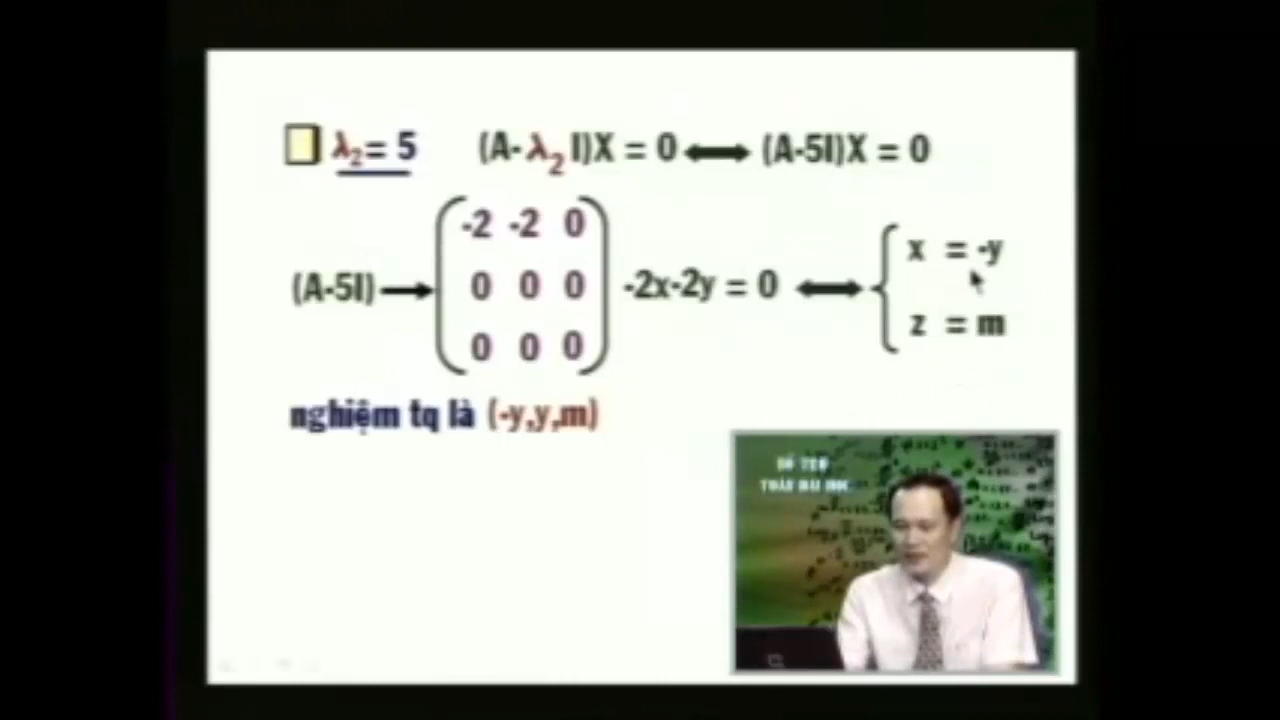 λ₂= 5 (A- λ₂ I)X = 0 ⟷ (A-5I)X = 0
(A-5I) → -2 -2 0 -2x-2y = 0 ⟷ x = -y
0 0 0
0 0 0 z = m
nghiệm tq là (-y,y,m)